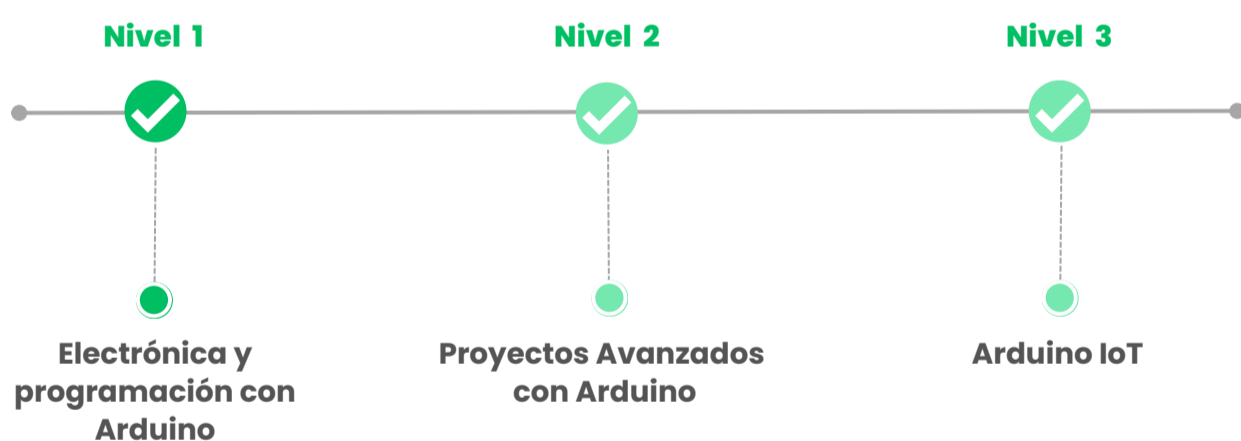 Nivel 1
Nivel 2
Nivel 3
Electrónica y
programación con
Arduino
Proyectos Avanzados
con Arduino
Arduino IoT